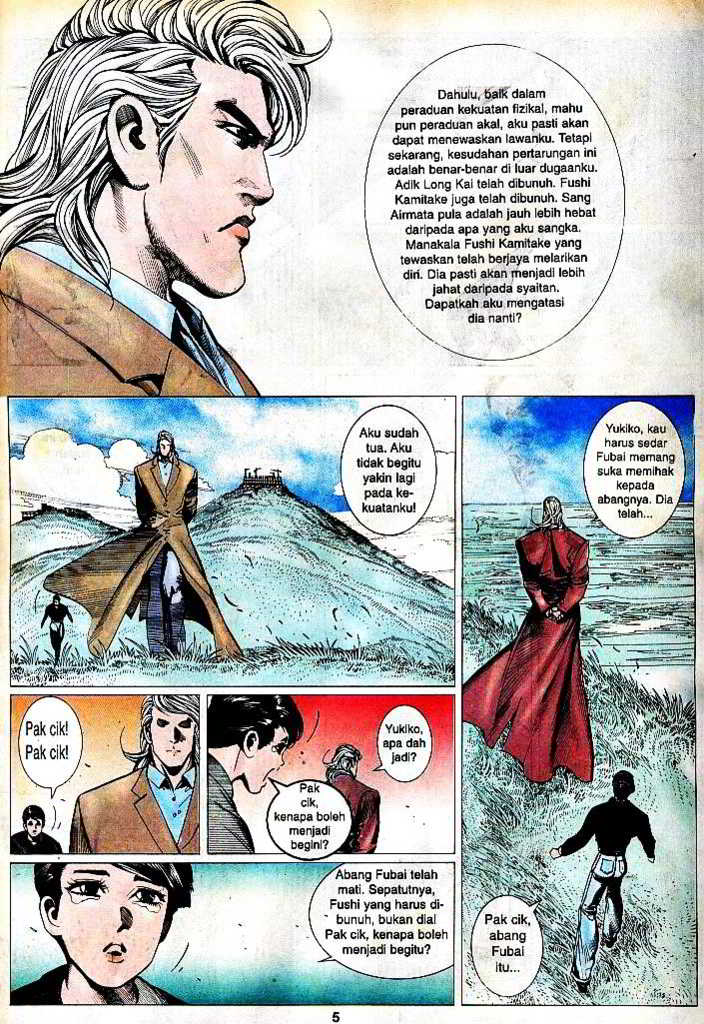 Dahulu, baik dalam
peraduan kekuatan fizikal, mahu
pun peraduan akal, aku pasti akan
dapat menewaskan lawanku. Tetapi
sekarang, kesudahan pertarungan ini
adalah benar-benar di luar dugaanku.
Adik Long Kai telah dibunuh. Fushi
Kamitake juga telah dibunuh. Sang
Airmata pula adalah jauh lebih hebat
daripada apa yang aku sangka.
Manakala Fushi Kamitake yang
tewaskan telah berjaya melarikan
diri. Dia pasti akan menjadi lebih
jahat daripada syaitan.
Dapatkah aku mengatasi
dia nanti?
Aku sudah
tua. Aku
tidak begitu
yakin lagi
pada ke-
kuatanku!
Pak cik!
Pak cik!
Yukiko,
apa dah
jadi?
Pak
cik,
kenapa boleh
menjadi
begini?
Abang Fubai telah
mati. Sepatutnya,
Fushi yang harus di-
bunuh, bukan dia!
Pak cik, kenapa boleh
menjadi begitu?
Yukiko, kau
harus sedar
Fubai memang
suka memihak
kepada
abangnya. Dia
telah...
Pak cik,
abang
Fubai
itu...
5